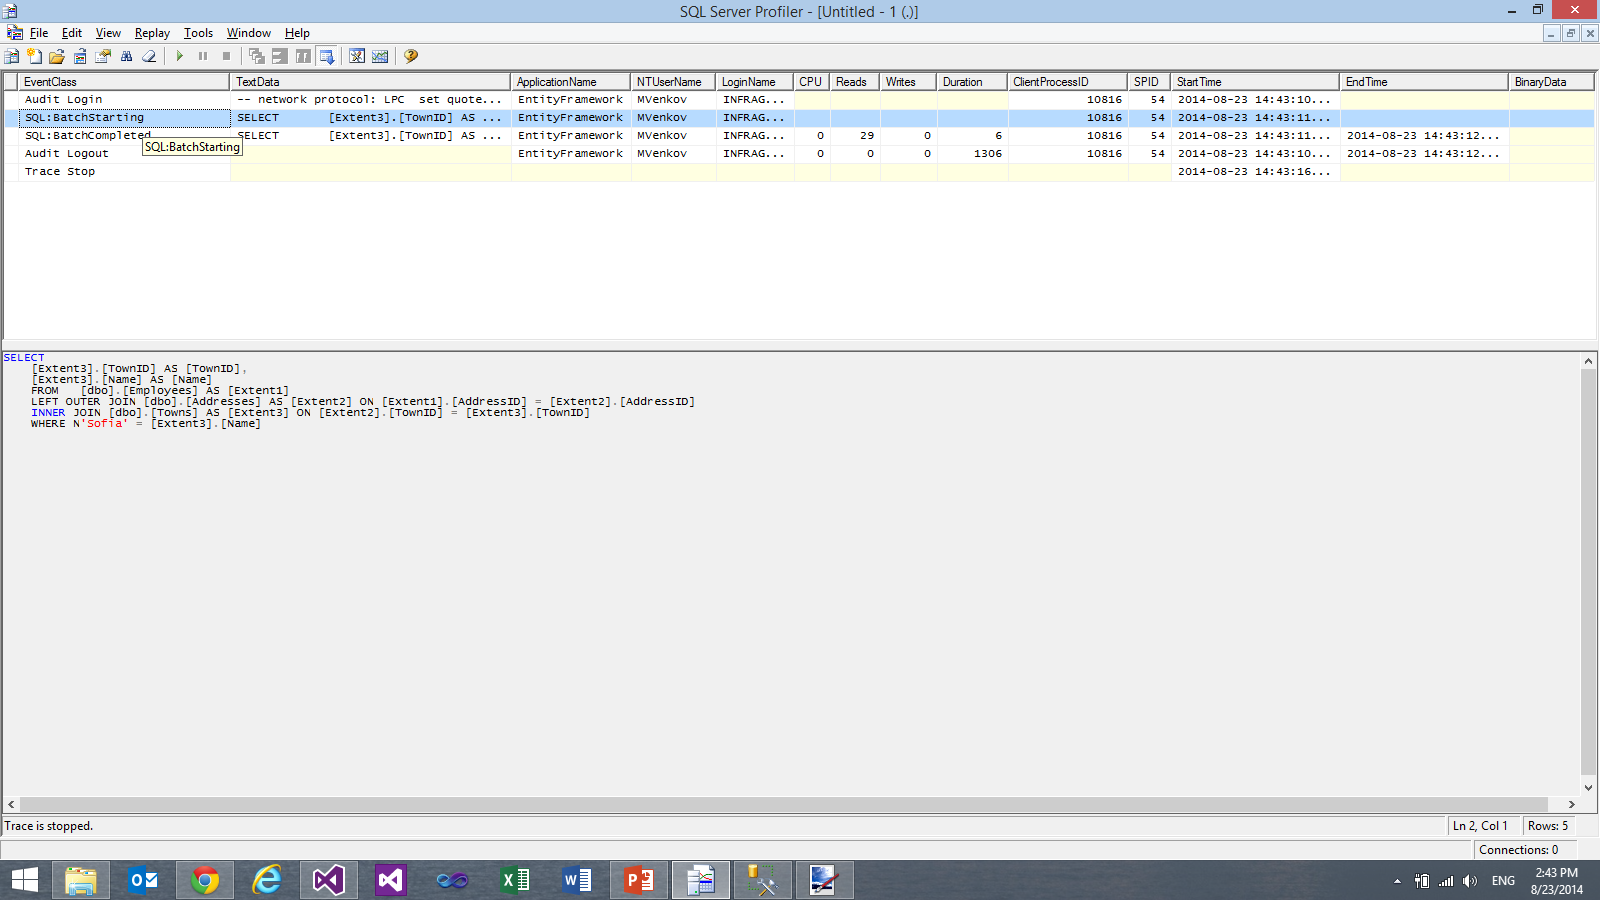 SQL Server Profiler - [Untitled - 1 (.)]
File Edit View Replay Tools Window Help
EventClass TextData ApplicationName NTUserName LoginName CPU Reads Writes Duration ClientProcessID SPID StartTime EndTime BinaryData
Audit Login -- network protocol: LPC set quote... EntityFramework MVenkov INFRAG... 10816 54 2014-08-23 14:43:10...
SQL:BatchStarting SELECT [Extent3].[TownID] AS ... EntityFramework MVenkov INFRAG... 10816 54 2014-08-23 14:43:11...
SQL:BatchCompleted SELECT [Extent3].[TownID] AS ... EntityFramework MVenkov INFRAG... 0 29 0 6 10816 54 2014-08-23 14:43:11... 2014-08-23 14:43:12...
SQL:BatchStarting
Audit Logout EntityFramework MVenkov INFRAG... 0 0 0 1306 10816 54 2014-08-23 14:43:10... 2014-08-23 14:43:12...
Trace Stop 2014-08-23 14:43:16...
SELECT
[Extent3].[TownID] AS [TownID],
[Extent3].[Name] AS [Name]
FROM [dbo].[Employees] AS [Extent1]
LEFT OUTER JOIN [dbo].[Addresses] AS [Extent2] ON [Extent1].[AddressID] = [Extent2].[AddressID]
INNER JOIN [dbo].[Towns] AS [Extent3] ON [Extent2].[TownID] = [Extent3].[TownID]
WHERE N'Sofia' = [Extent3].[Name]
Trace is stopped. Ln 2, Col 1 Rows: 5
Connections: 0
ENG 2:43 PM
8/23/2014